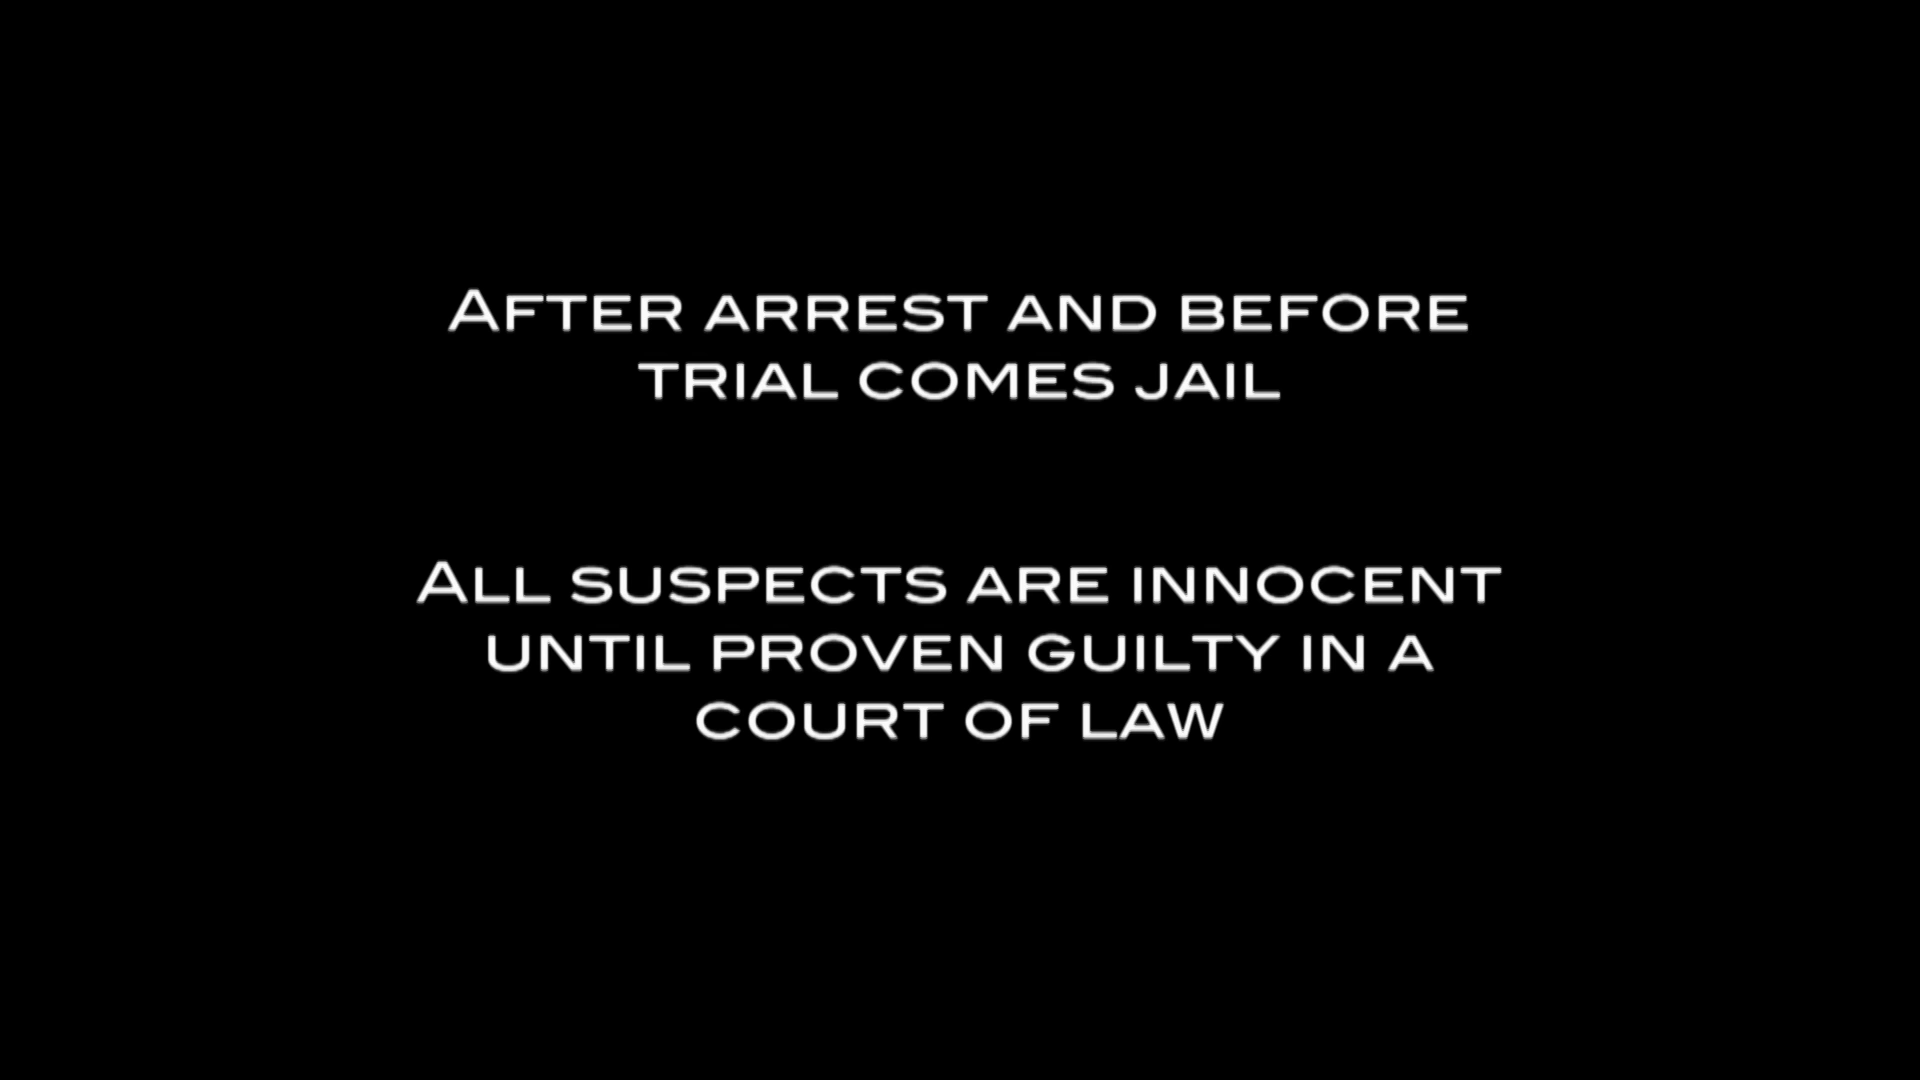 After arrest and before
trial comes jail
All suspects are innocent
until proven guilty in a
court of law